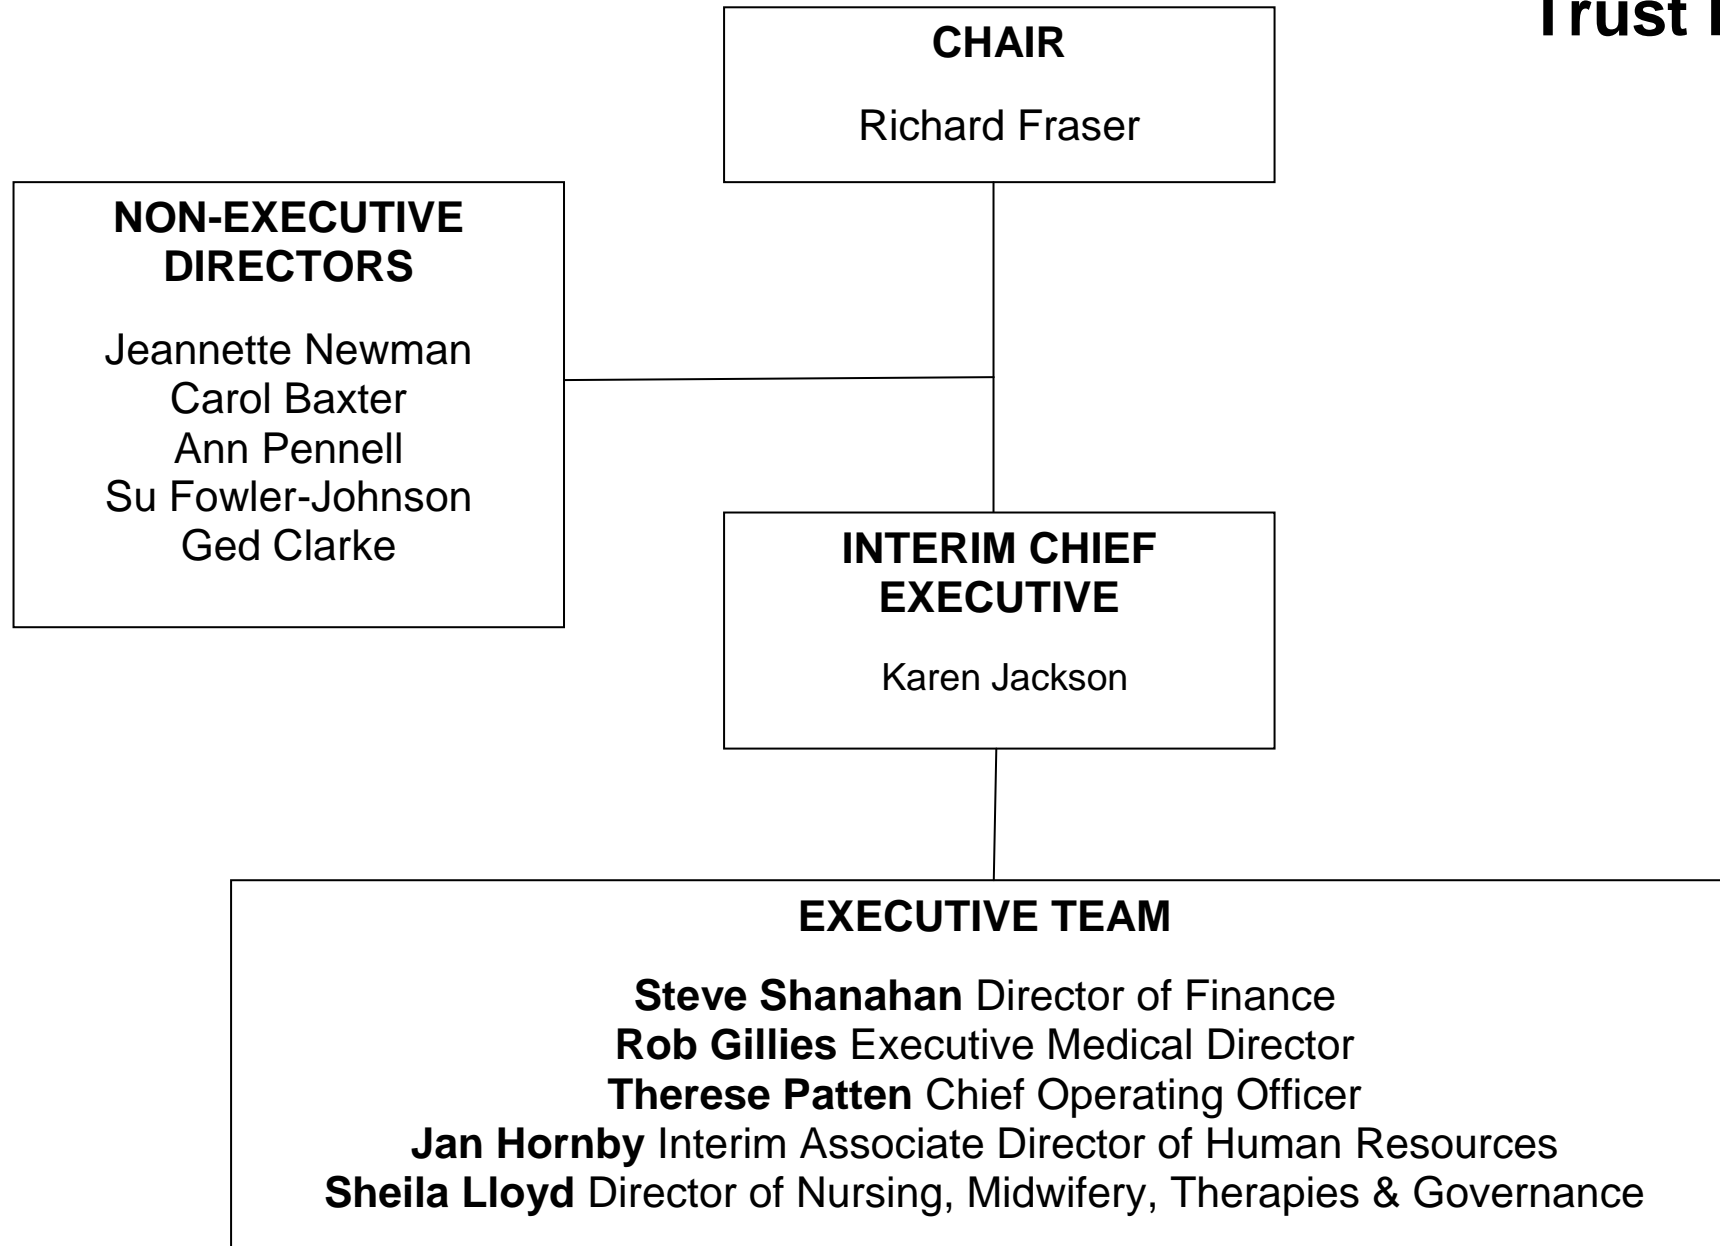 Trust
CHAIR
Richard Fraser
NON-EXECUTIVE
DIRECTORS
Jeannette Newman
Carol Baxter
Ann Pennell
Su Fowler-Johnson
Ged Clarke
INTERIM CHIEF
EXECUTIVE
Karen Jackson
EXECUTIVE TEAM
Steve Shanahan Director of Finance
Rob Gillies Executive Medical Director
Therese Patten Chief Operating Officer
Jan Hornby Interim Associate Director of Human Resources
Sheila Lloyd Director of Nursing, Midwifery, Therapies & Governance